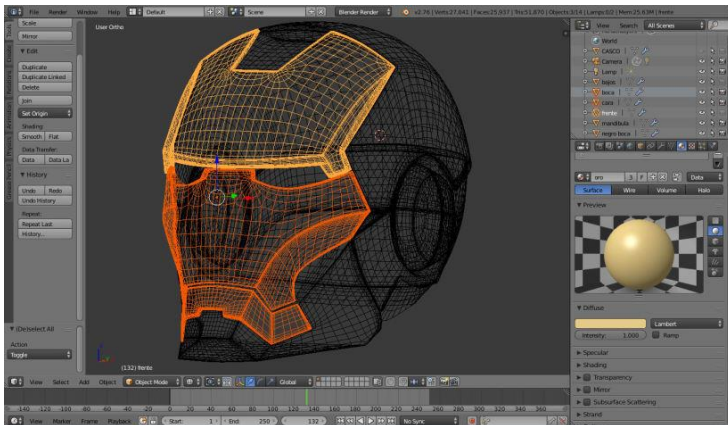 File Render Window Help
Default
Scene
Blender Render
v2.76 | Verts:27,641 | Faces:25,937 | Tris:51,670 | Objects:3/14 | Lamps:0/2 | Mem:25.93M | frente
Scale
Mirror
Edit
Duplicate
Duplicate Linked
Delete
Join
Set Origin
Shading:
Smooth Flat
Data Transfer:
Data Data La
History
Undo Redo
Undo History
Repeat:
Repeat Last
History...
(De)select All
Action
Toggle
Tools
User Ortho
(132) frente
View Search All Scenes
World
CASCO
Camera
Lamp
boca
cara
frente
mandibula
negro boca
oro 3 F Data
Surface Wire Volume Halo
Preview
Diffuse
Lambert
Intensity: 1.000 Ramp
Specular
Shading
Transparency
Mirror
Subsurface Scattering
Strand
View Select Add Object Object Mode Global
-140 -120 -100 -80 -60 -40 -20 0 20 40 60 80 100 120 140 160 180 200 220 240 260 280 300 320 340 360 380
View Marker Frame Playback Start: 1 End: 250 132 No Sync